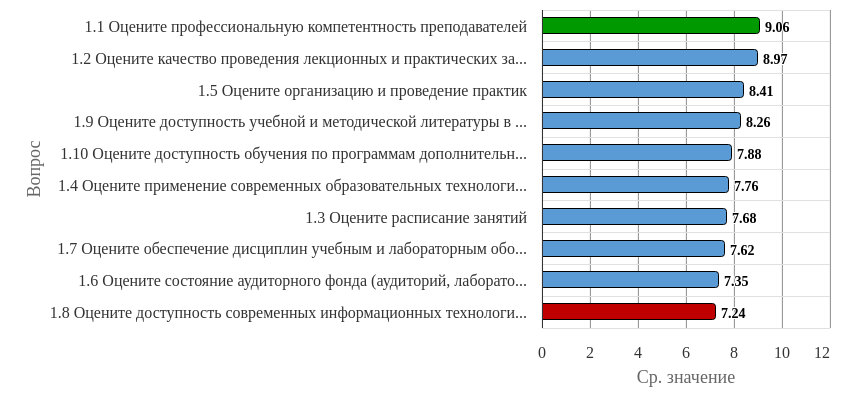 1.1 Оцените профессиональную компетентность преподавателей 9.06
1.2 Оцените качество проведения лекционных и практических за... 8.97
1.5 Оцените организацию и проведение практик 8.41
1.9 Оцените доступность учебной и методической литературы в ... 8.26
1.10 Оцените доступность обучения по программам дополнительн... 7.88
1.4 Оцените применение современных образовательных технологи... 7.76
1.3 Оцените расписание занятий 7.68
1.7 Оцените обеспечение дисциплин учебным и лабораторным обо... 7.62
1.6 Оцените состояние аудиторного фонда (аудиторий, лаборато... 7.35
1.8 Оцените доступность современных информационных технологи... 7.24
Вопрос
0 2 4 6 8 10 12
Ср. значение